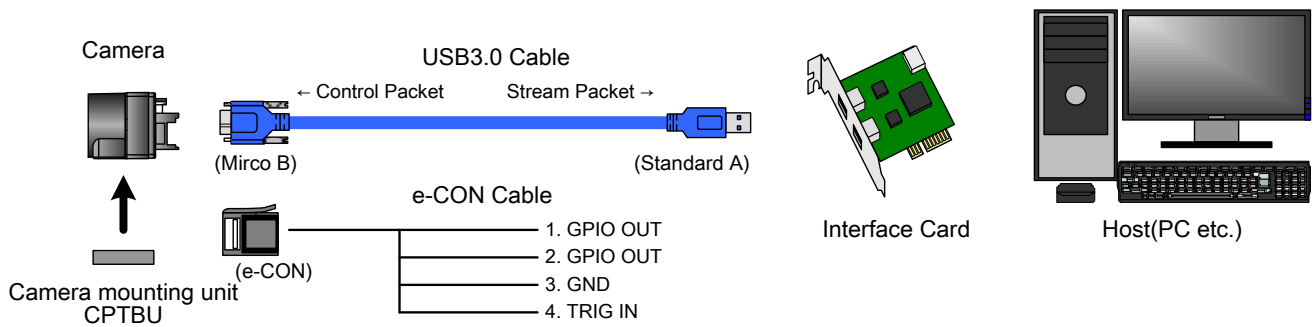 Camera
USB3.0 Cable
← Control Packet
Stream Packet →
(Mirco B)
(Standard A)
e-CON Cable
(e-CON)
1. GPIO OUT
2. GPIO OUT
3. GND
4. TRIG IN
Camera mounting unit
CPTBU
Interface Card
Host(PC etc.)